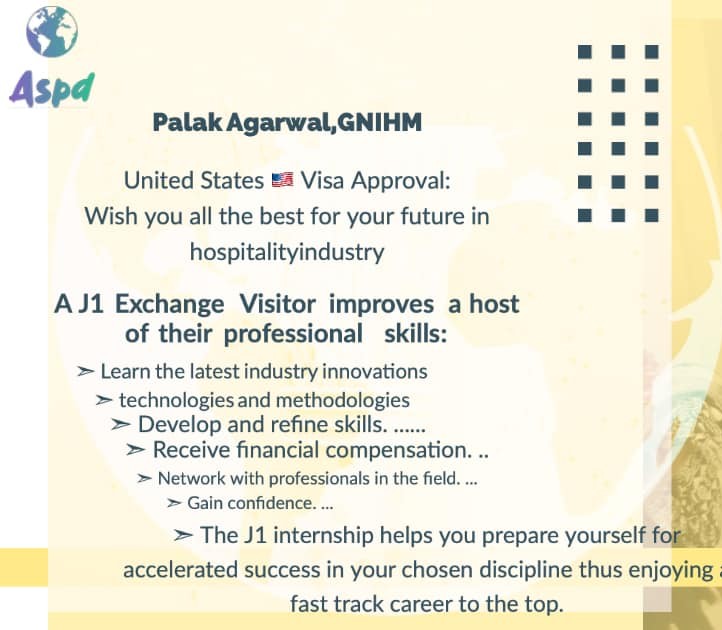 Aspd
Palak Agarwal,GNIHM
United States 🇺🇸 Visa Approval:
Wish you all the best for your future in
hospitalityindustry
A J1 Exchange Visitor improves a host
of their professional skills:
➣ Learn the latest industry innovations
➣ technologies and methodologies
➣ Develop and refine skills. ......
➣ Receive financial compensation. ..
➣ Network with professionals in the field. ...
➣ Gain confidence. ...
➣ The J1 internship helps you prepare yourself for
accelerated success in your chosen discipline thus enjoying a
fast track career to the top.